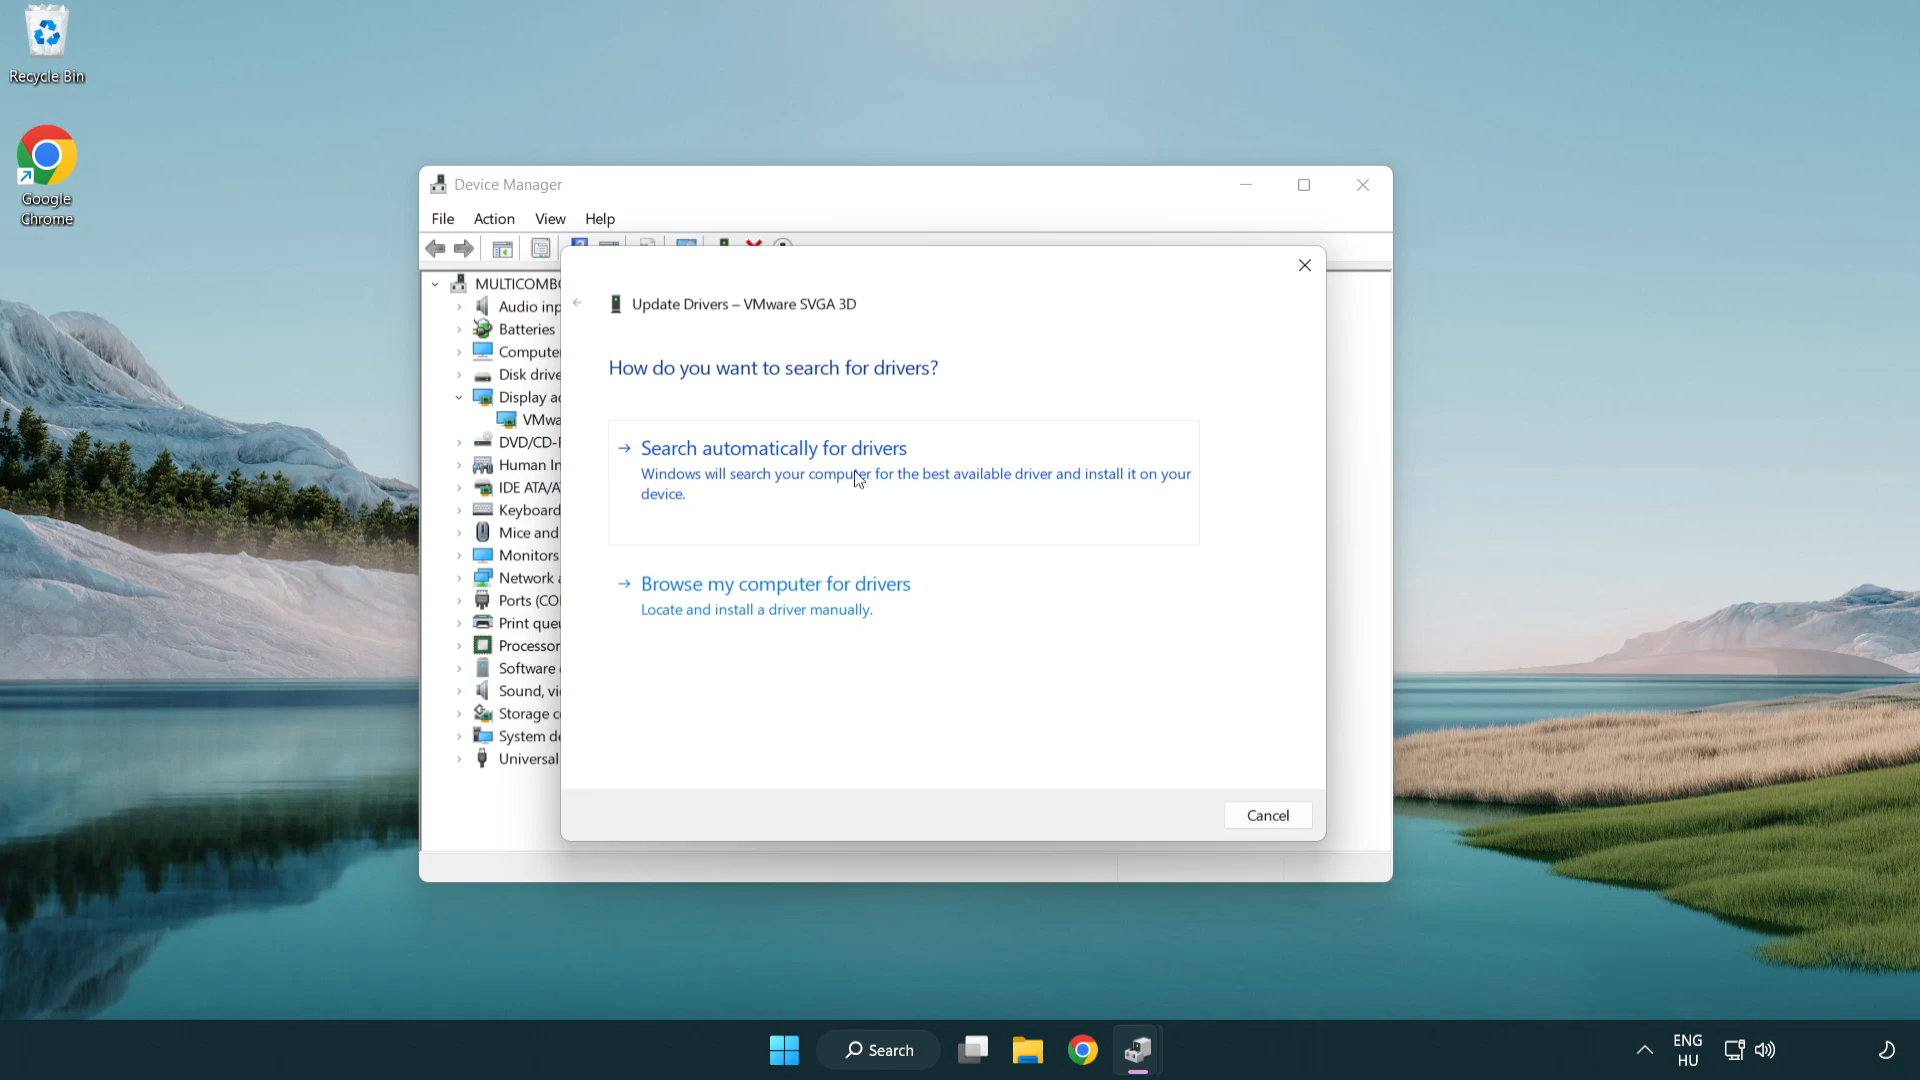 Recycle Bin
Google
Chrome
Device Manager
File Action View Help
MULTICOMB
Audio inp
Batteries
Compute
Disk drive
Display a
VMwa
DVD/CD-
Human In
IDE ATA/A
Keyboard
Mice and
Monitors
Network
Ports (CO
Print que
Processor
Software
Sound, vi
Storage c
System de
Universal
Update Drivers – VMware SVGA 3D
How do you want to search for drivers?
Search automatically for drivers
Windows will search your computer for the best available driver and install it on your
device.
Browse my computer for drivers
Locate and install a driver manually.
Cancel
Search
ENG
HU